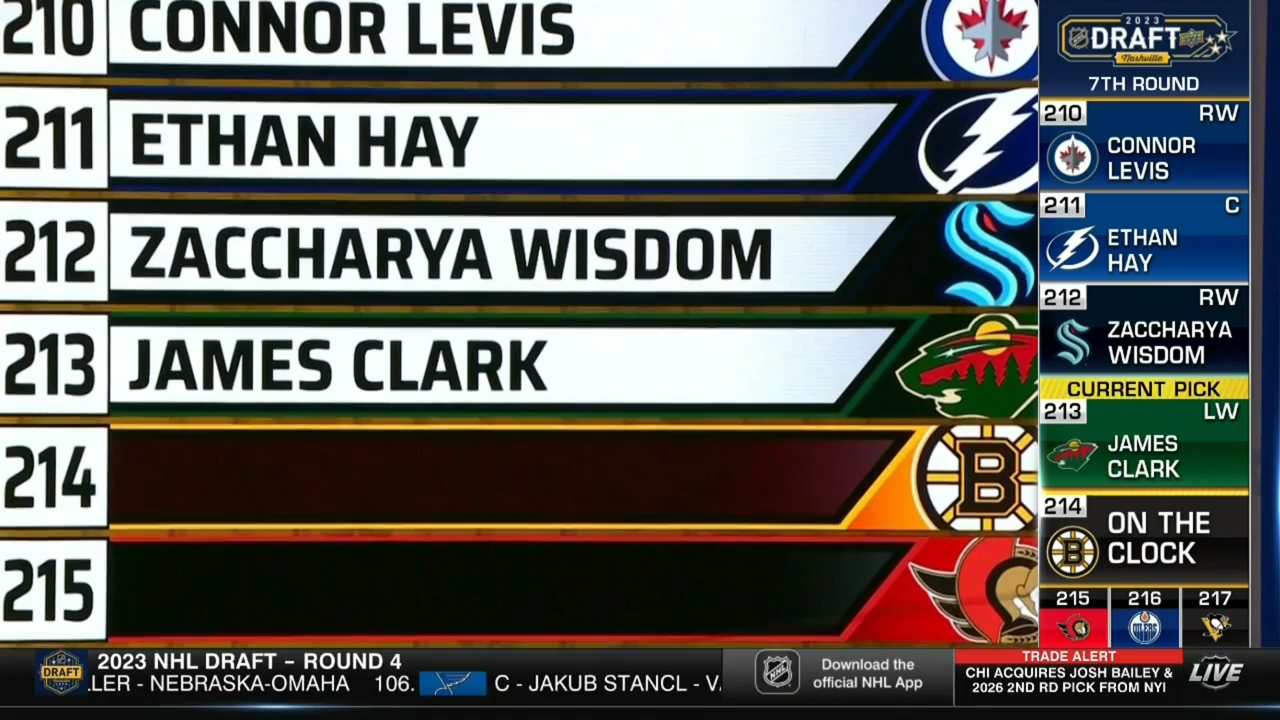 210 CONNOR LEVIS
211 ETHAN HAY
212 ZACCHARYA WISDOM
213 JAMES CLARK
214 B
215
2023
DRAFT
Nashville
7TH ROUND
210 RW
CONNOR
LEVIS
211 C
ETHAN
HAY
212 RW
ZACCHARYA
WISDOM
CURRENT PICK
213 LW
JAMES
CLARK
214
B
ON THE
CLOCK
215 216 217
OILERS
DRAFT
2023 NHL DRAFT – ROUND 4
LER - NEBRASKA-OMAHA 106. C - JAKUB STANCL - V
NHL
Download the
official NHL App
TRADE ALERT
CHI ACQUIRES JOSH BAILEY &
2026 2ND RD PICK FROM NYI
LIVE